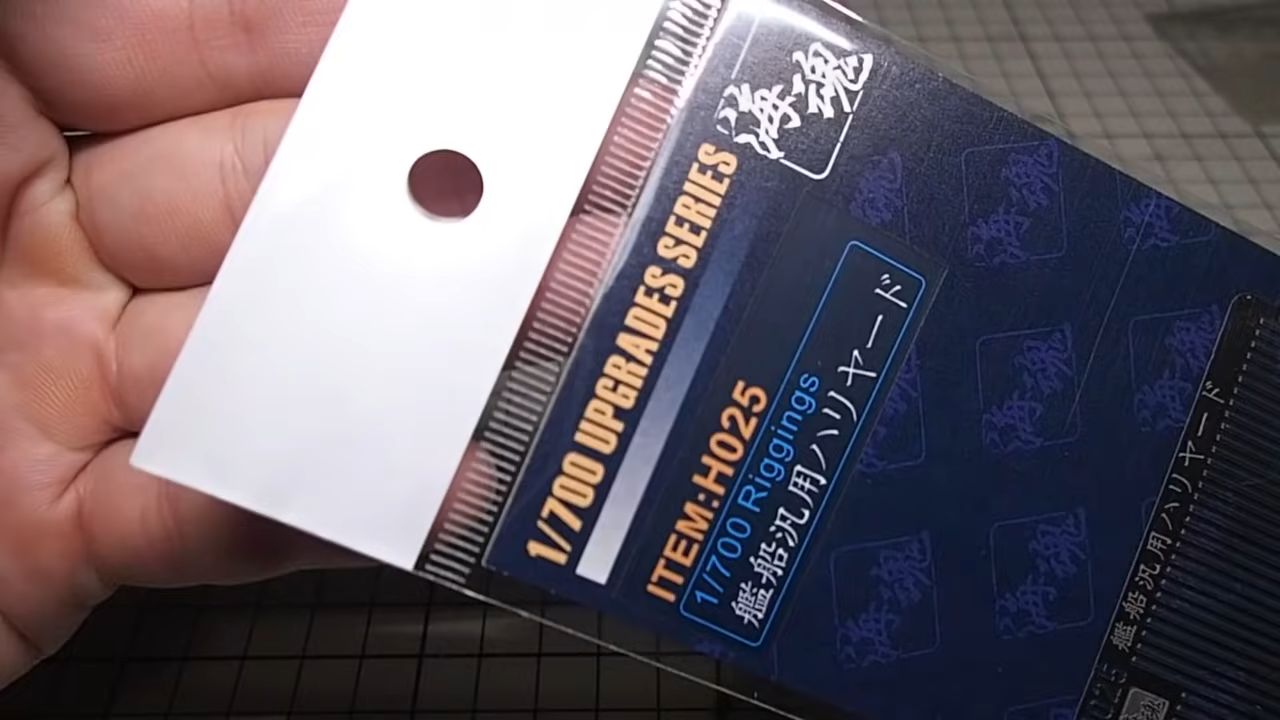 海魂
1/700 UPGRADES SERIES
ITEM:H025
1/700 Riggings
艦船汎用ハリヤード
025 艦船汎用ハリヤード